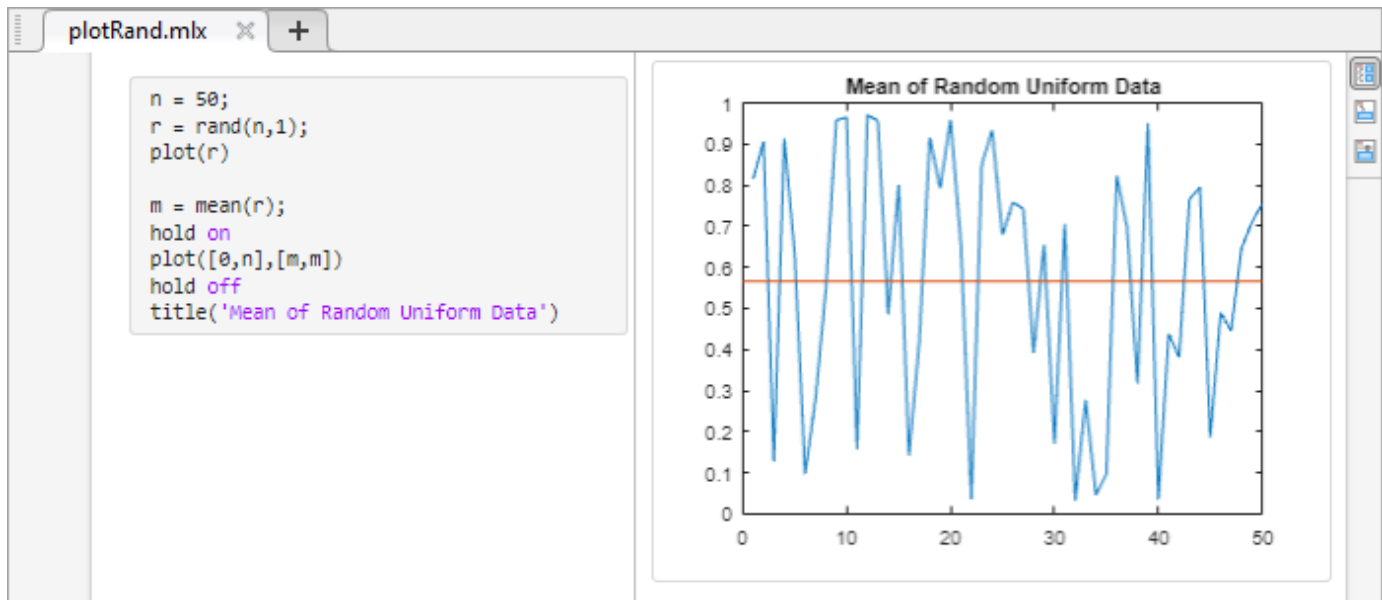 plotRand.mlx
n = 50;
r = rand(n,1);
plot(r)
m = mean(r);
hold on
plot([0,n],[m,m])
hold off
title('Mean of Random Uniform Data')
Mean of Random Uniform Data
1
0.9
0.8
0.7
0.6
0.5
0.4
0.3
0.2
0.1
0
0 10 20 30 40 50